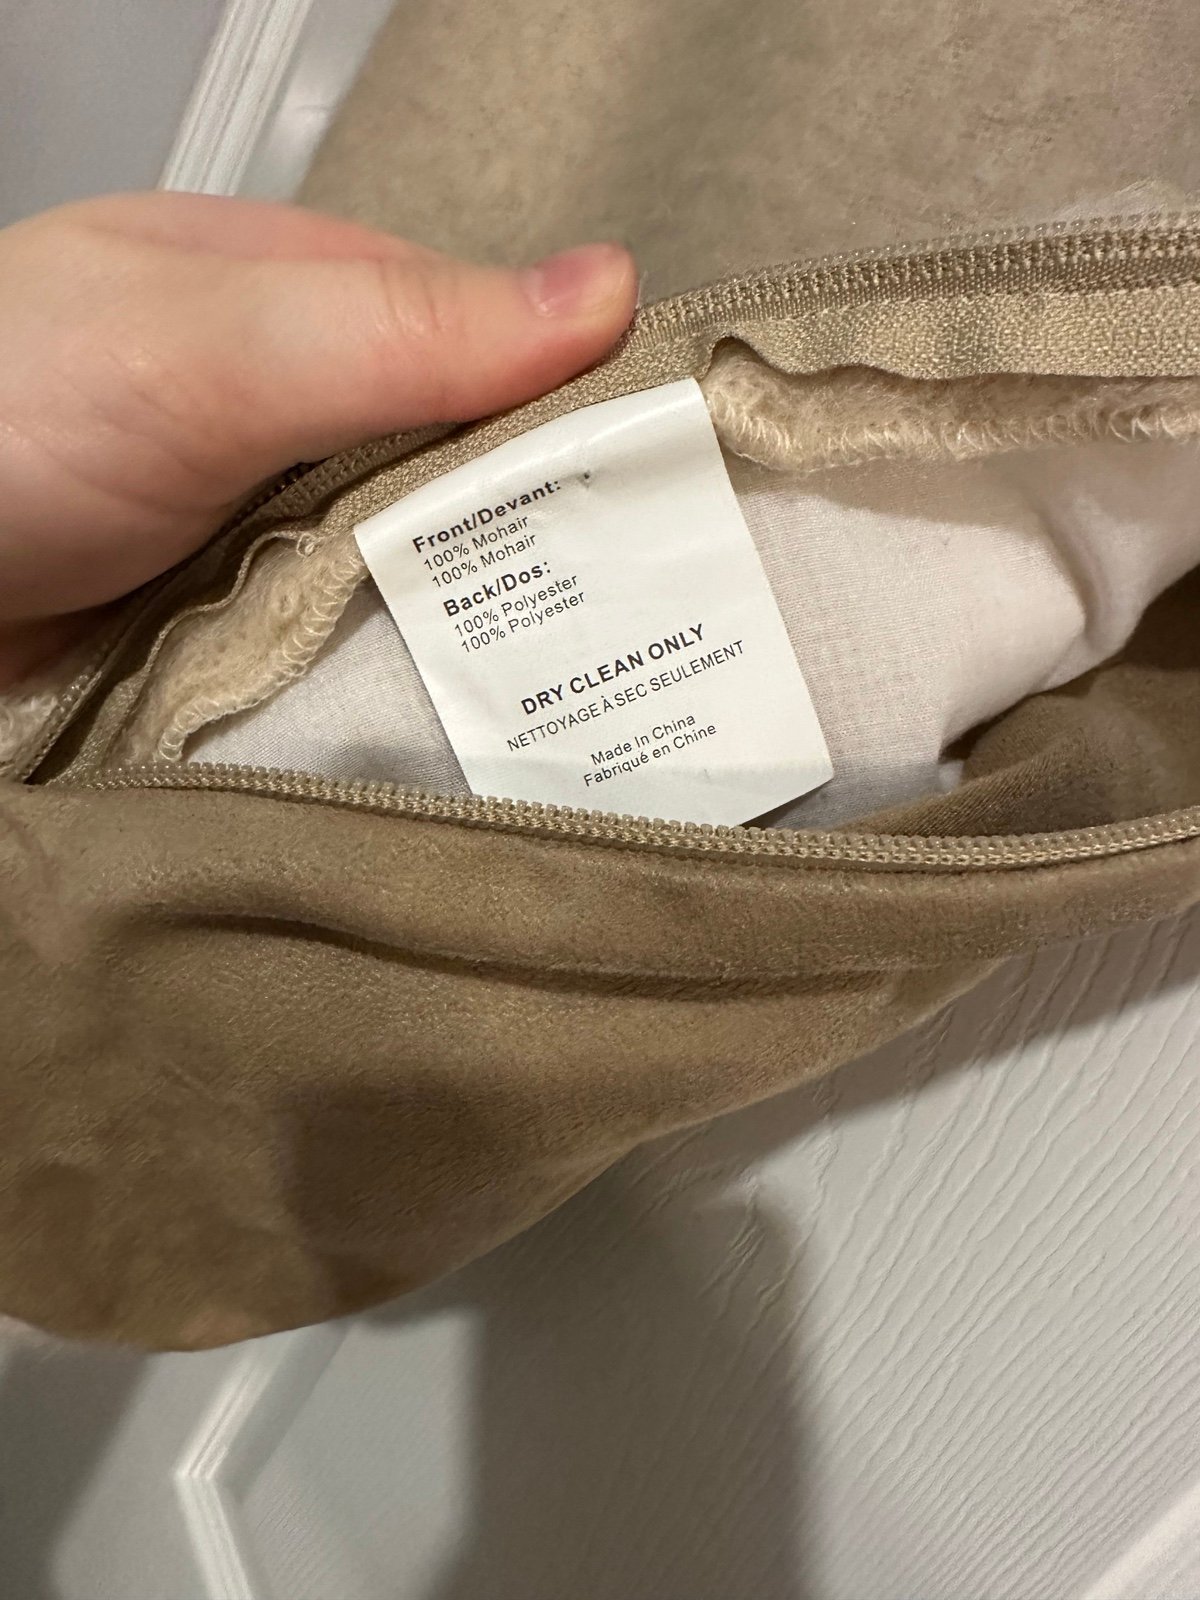 Front/Devant:
100% Mohair
100% Mohair
Back/Dos:
100% Polyester
100% Polyester
DRY CLEAN ONLY
NETTOYAGE À SEC SEULEMENT
Made In China
Fabriqué en Chine